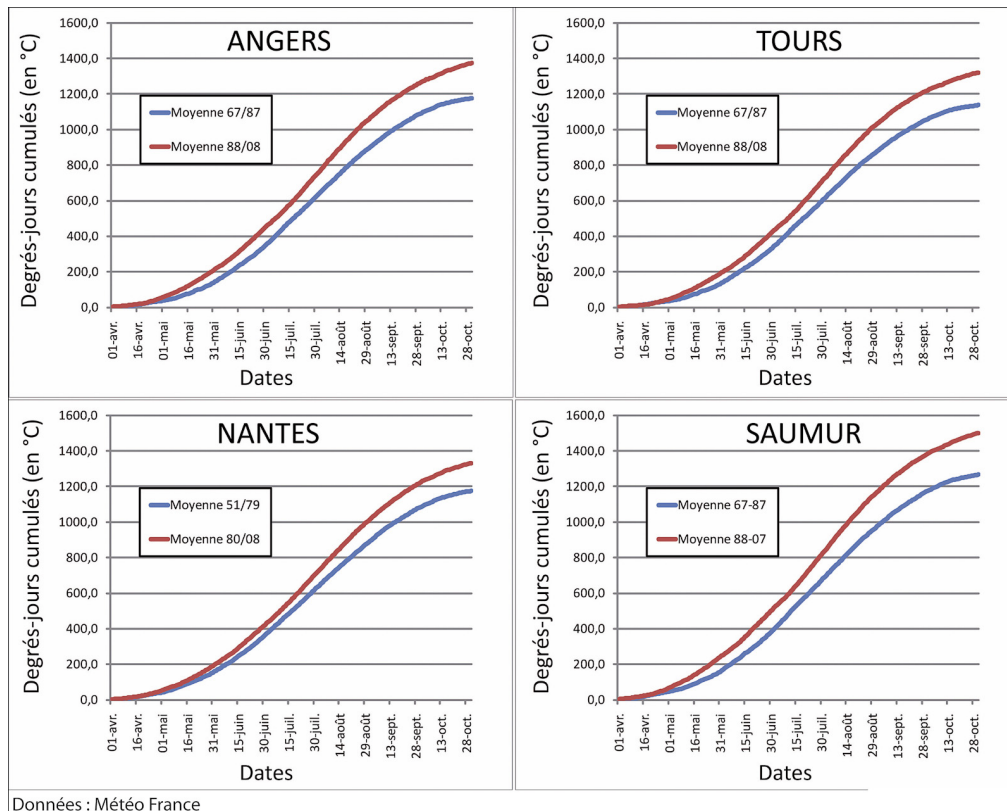 ANGERS
Degrés-jours cumulés (en °C)
1600,0
1400,0
1200,0
1000,0
800,0
600,0
400,0
200,0
0,0
Moyenne 67/87
Moyenne 88/08
01-avr.
16-avr.
01-mai
16-mai
31-mai
15-juin
30-juin
15-juil.
30-juil.
14-août
29-août
13-sept.
28-sept.
13-oct.
28-oct.
Dates
TOURS
Degrés-jours cumulés (en °C)
1600,0
1400,0
1200,0
1000,0
800,0
600,0
400,0
200,0
0,0
Moyenne 67/87
Moyenne 88/08
01-avr.
16-avr.
01-mai
16-mai
31-mai
15-juin
30-juin
15-juil.
30-juil.
14-août
29-août
13-sept.
28-sept.
13-oct.
28-oct.
Dates
NANTES
Degrés-jours cumulés (en °C)
1600,0
1400,0
1200,0
1000,0
800,0
600,0
400,0
200,0
0,0
Moyenne 51/79
Moyenne 80/08
01-avr.
16-avr.
01-mai
16-mai
31-mai
15-juin
30-juin
15-juil.
30-juil.
14-août
29-août
13-sept.
28-sept.
13-oct.
28-oct.
Dates
SAUMUR
Degrés-jours cumulés (en °C)
1600,0
1400,0
1200,0
1000,0
800,0
600,0
400,0
200,0
0,0
Moyenne 67-87
Moyenne 88-07
01-avr.
16-avr.
01-mai
16-mai
31-mai
15-juin
30-juin
15-juil.
30-juil.
14-août
29-août
13-sept.
28-sept.
13-oct.
28-oct.
Dates
Données : Météo France